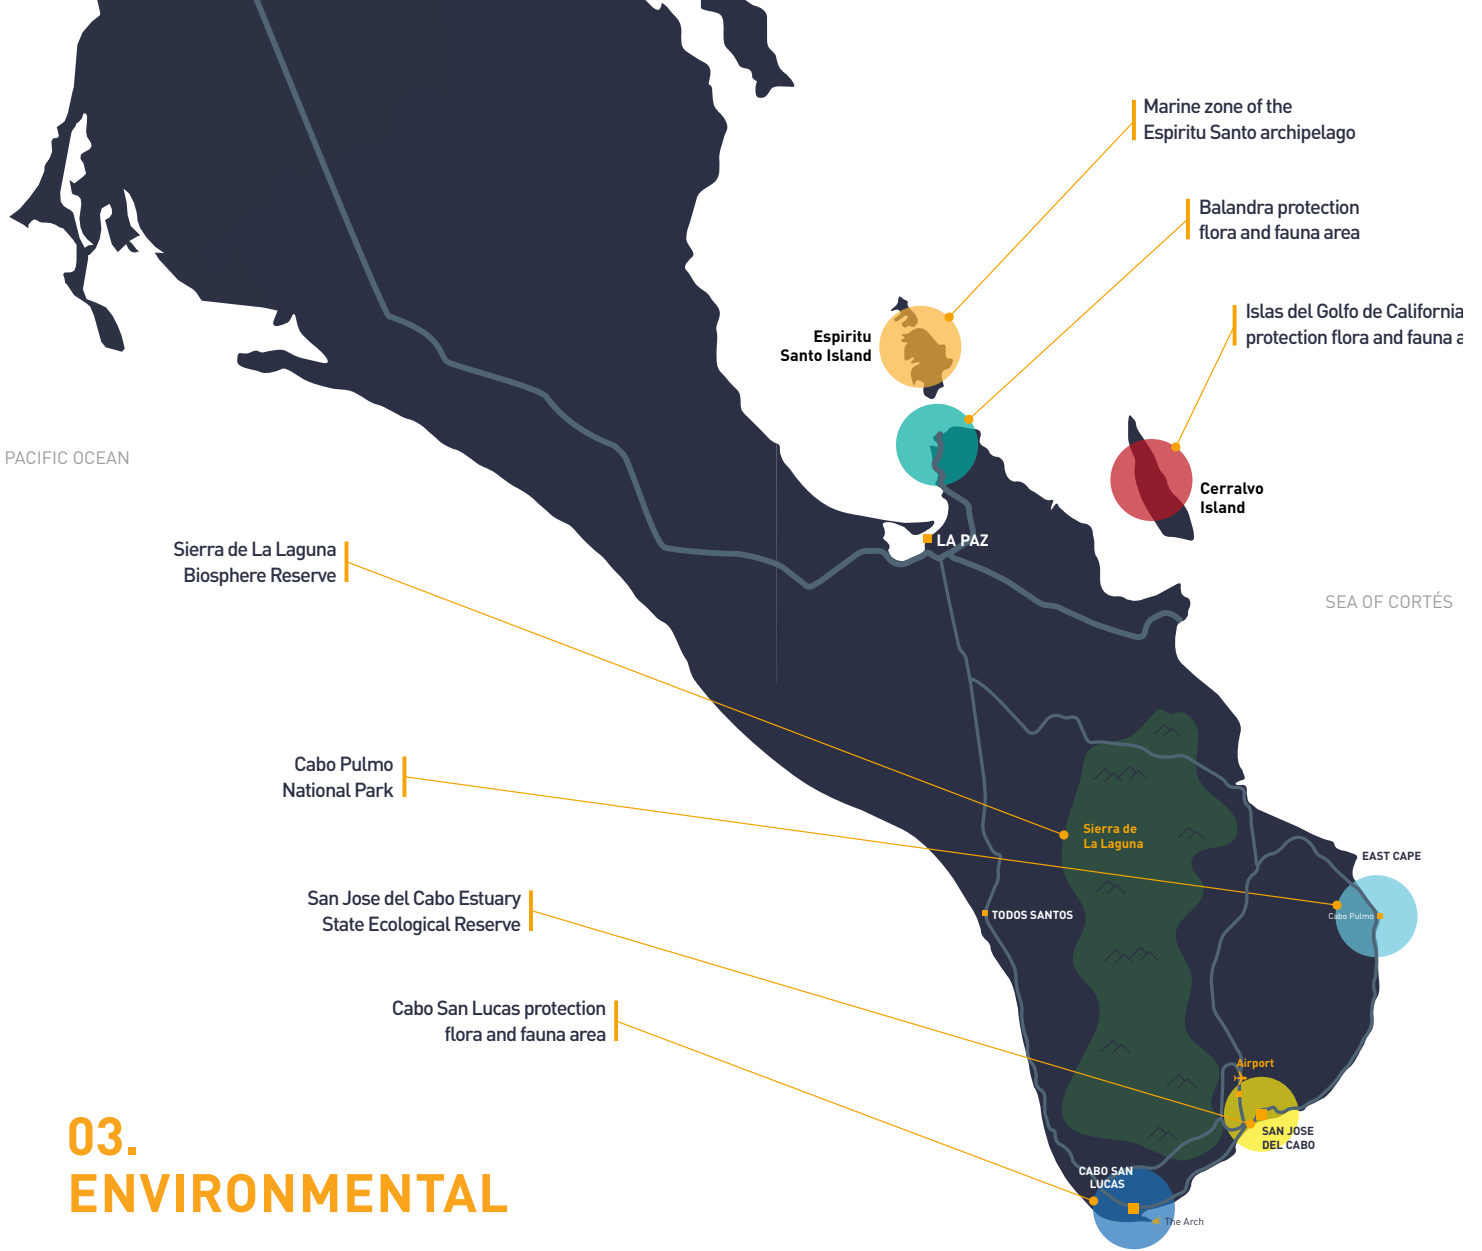 Marine zone of the
Espiritu Santo archipelago
Balandra protection
flora and fauna area
Islas del Golfo de California
protection flora and fauna a
Espiritu
Santo Island
PACIFIC OCEAN
Cerralvo
Island
LA PAZ
Sierra de La Laguna
Biosphere Reserve
SEA OF CORTÉS
Cabo Pulmo
National Park
Sierra de
La Laguna
EAST CAPE
San Jose del Cabo Estuary
State Ecological Reserve
TODOS SANTOS
Cabo Pulmo
Cabo San Lucas protection
flora and fauna area
Airport
SAN JOSE
DEL CABO
CABO SAN
LUCAS
The Arch
03.
ENVIRONMENTAL